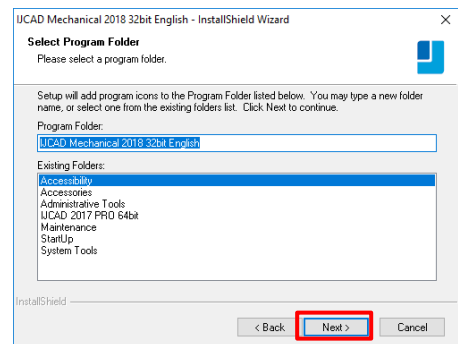 IJCAD Mechanical 2018 32bit English - InstallShield Wizard
Select Program Folder
Please select a program folder.
Setup will add program icons to the Program Folder listed below.  You may type a new folder
name, or select one from the existing folders list.  Click Next to continue.
Program Folder:
IJCAD Mechanical 2018 32bit English
Existing Folders:
Accessibility
Accessories
Administrative Tools
IJCAD 2017 PRO 64bit
Maintenance
StartUp
System Tools
InstallShield
< Back
Next >
Cancel